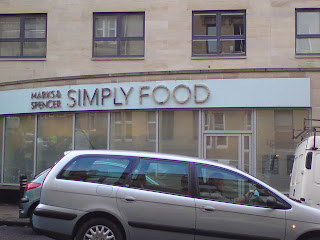 MARKS &
SPENCER
SIMPLY FOOD